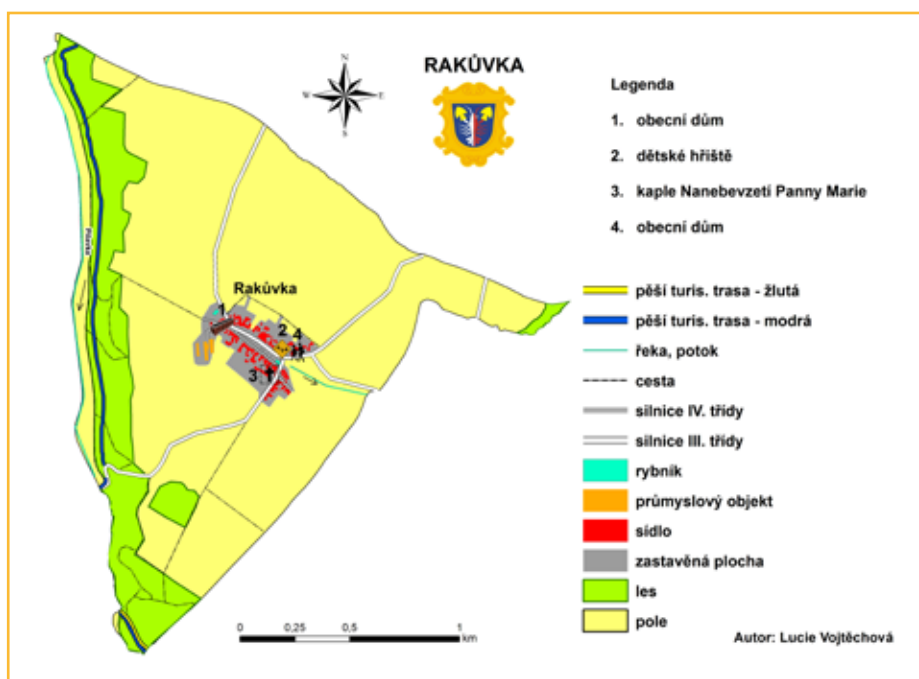 RAKŮVKA
N
W
E
S
Legenda
1. obecní dům
2. dětské hřiště
3. kaple Nanebevzetí Panny Marie
4. obecní dům
Pilávka
Rakůvka
1
2 4
3
pěší turis. trasa - žlutá
pěší turis. trasa - modrá
řeka, potok
cesta
silnice IV. třídy
silnice III. třídy
rybník
průmyslový objekt
sídlo
zastavěná plocha
les
pole
0 0,25 0,5 1
km
Autor: Lucie Vojtěchová